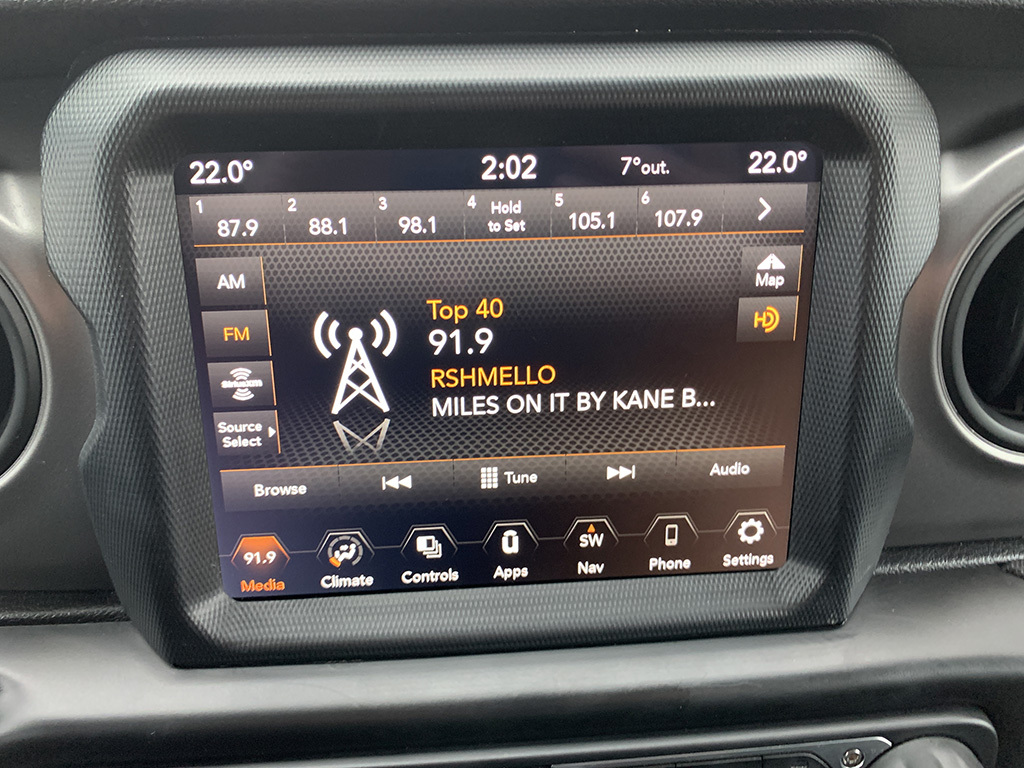 22.0° 2:02 7°out. 22.0°
1 2 3 4 Hold 5 6
87.9 88.1 98.1 to Set 105.1 107.9
AM
Map
FM
HD
SiriusXM
Source
Select
Top 40
91.9
RSHMELLO
MILES ON IT BY KANE B...
Browse Tune Audio
91.9 SW
Media Climate Controls Apps Nav Phone Settings